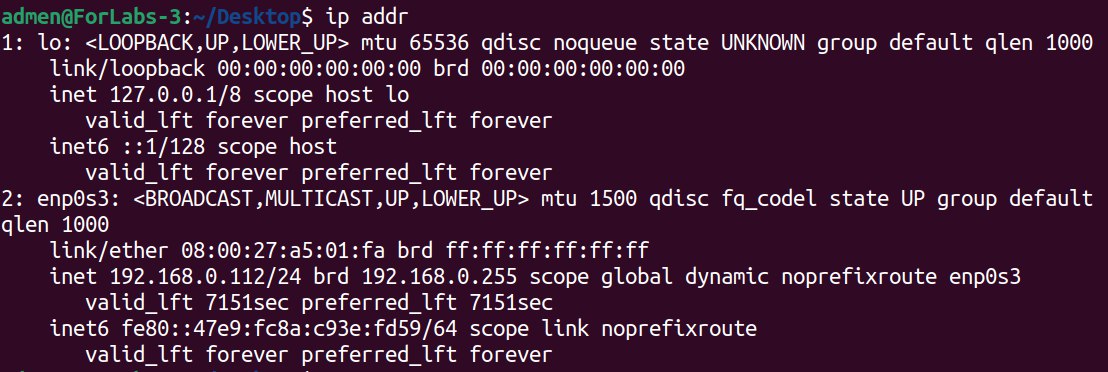 admen@ForLabs-3:~/Desktop$ ip addr
1: lo: <LOOPBACK,UP,LOWER_UP> mtu 65536 qdisc noqueue state UNKNOWN group default qlen 1000
    link/loopback 00:00:00:00:00:00 brd 00:00:00:00:00:00
    inet 127.0.0.1/8 scope host lo
       valid_lft forever preferred_lft forever
    inet6 ::1/128 scope host
       valid_lft forever preferred_lft forever
2: enp0s3: <BROADCAST,MULTICAST,UP,LOWER_UP> mtu 1500 qdisc fq_codel state UP group default
qlen 1000
    link/ether 08:00:27:a5:01:fa brd ff:ff:ff:ff:ff:ff
    inet 192.168.0.112/24 brd 192.168.0.255 scope global dynamic noprefixroute enp0s3
       valid_lft 7151sec preferred_lft 7151sec
    inet6 fe80::47e9:fc8a:c93e:fd59/64 scope link noprefixroute
       valid_lft forever preferred_lft forever